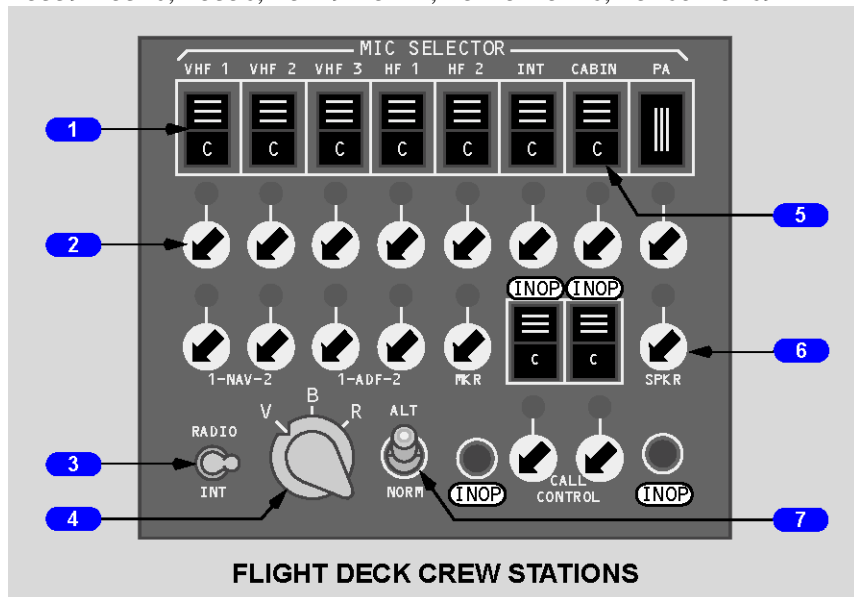 MIC SELECTOR
VHF 1 VHF 2 VHF 3 HF 1 HF 2 INT CABIN PA
1
C C C C C C C
5
2
INOP INOP
C C
6
1-NAV-2 1-ADF-2 MKR SPKR
V B R ALT
RADIO
3
INT NORM INOP CALL CONTROL INOP
4 7
FLIGHT DECK CREW STATIONS